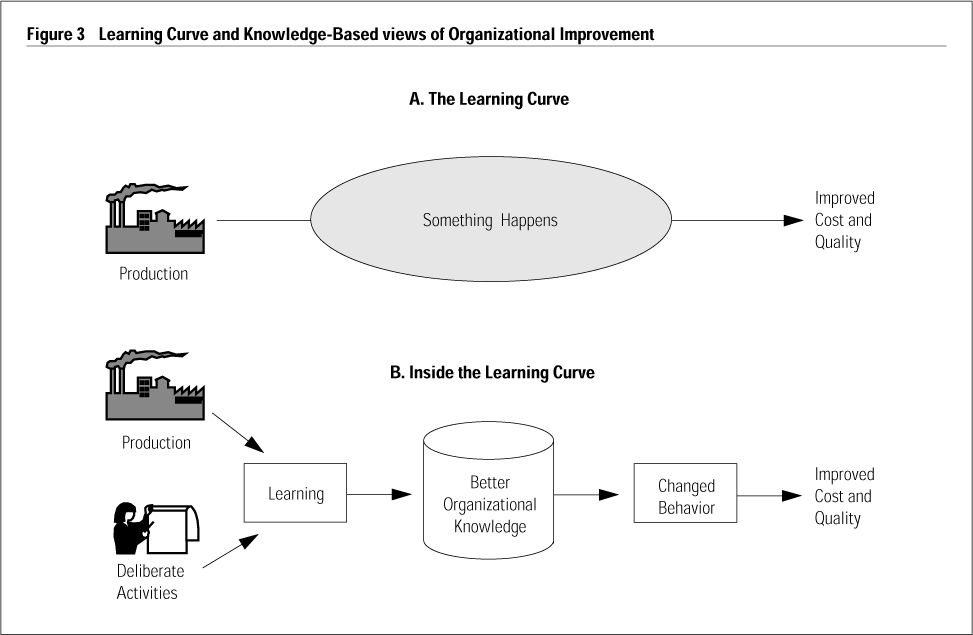 Figure 3 Learning Curve and Knowledge-Based views of Organizational Improvement
A. The Learning Curve
Production
Something Happens
Improved
Cost and
Quality
B. Inside the Learning Curve
Production
Deliberate
Activities
Learning
Better
Organizational
Knowledge
Changed
Behavior
Improved
Cost and
Quality